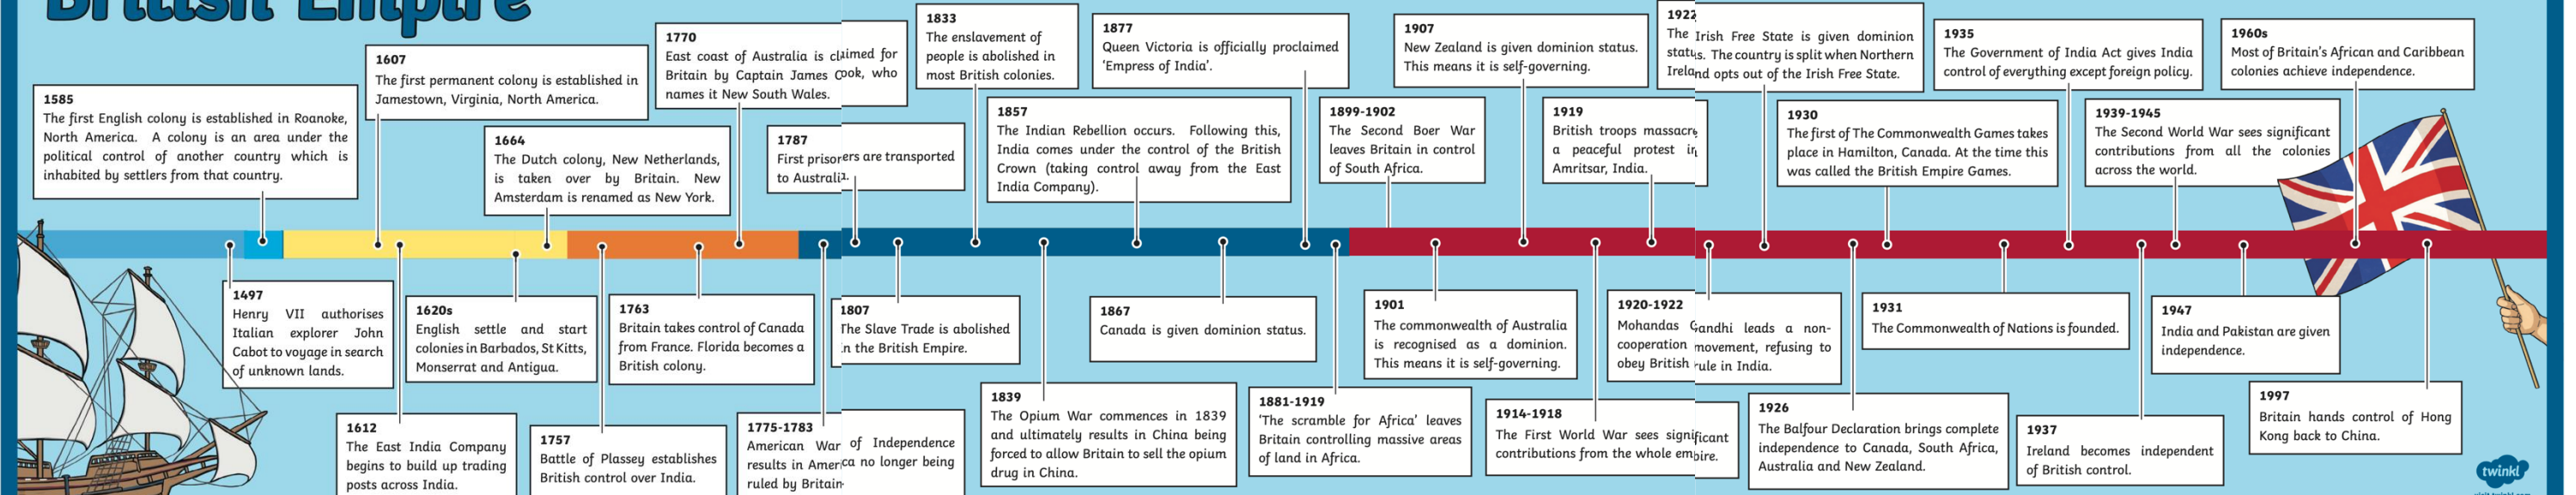 British Empire
1585
The first English colony is established in Roanoke,
North America. A colony is an area under the
political control of another country which is
inhabited by settlers from that country.
1607
The first permanent colony is established in
Jamestown, Virginia, North America.
1664
The Dutch colony, New Netherlands,
is taken over by Britain. New
Amsterdam is renamed as New York.
1770
East coast of Australia is claimed for
Britain by Captain James Cook, who
names it New South Wales.
1787
First prisoners are transported
to Australia.
1833
The enslavement of
people is abolished in
most British colonies.
1857
The Indian Rebellion occurs. Following this,
India comes under the control of the British
Crown (taking control away from the East
India Company).
1877
Queen Victoria is officially proclaimed
‘Empress of India’.
1899-1902
The Second Boer War
leaves Britain in control
of South Africa.
1907
New Zealand is given dominion status.
This means it is self-governing.
1919
British troops massacre
a peaceful protest in
Amritsar, India.
1922
The Irish Free State is given dominion
status. The country is split when Northern
Ireland opts out of the Irish Free State.
1930
The first of The Commonwealth Games takes
place in Hamilton, Canada. At the time this
was called the British Empire Games.
1935
The Government of India Act gives India
control of everything except foreign policy.
1939-1945
The Second World War sees significant
contributions from all the colonies
across the world.
1960s
Most of Britain’s African and Caribbean
colonies achieve independence.
1497
Henry VII authorises
Italian explorer John
Cabot to voyage in search
of unknown lands.
1612
The East India Company
begins to build up trading
posts across India.
1620s
English settle and start
colonies in Barbados, St Kitts,
Monserrat and Antigua.
1757
Battle of Plassey establishes
British control over India.
1763
Britain takes control of Canada
from France. Florida becomes a
British colony.
1775-1783
American War of Independence
results in America no longer being
ruled by Britain
1807
The Slave Trade is abolished
in the British Empire.
1839
The Opium War commences in 1839
and ultimately results in China being
forced to allow Britain to sell the opium
drug in China.
1867
Canada is given dominion status.
1881-1919
‘The scramble for Africa’ leaves
Britain controlling massive areas
of land in Africa.
1901
The commonwealth of Australia
is recognised as a dominion.
This means it is self-governing.
1914-1918
The First World War sees significant
contributions from the whole empire.
1920-1922
Mohandas Gandhi leads a non-
cooperation movement, refusing to
obey British rule in India.
1926
The Balfour Declaration brings complete
independence to Canada, South Africa,
Australia and New Zealand.
1931
The Commonwealth of Nations is founded.
1937
Ireland becomes independent
of British control.
1947
India and Pakistan are given
independence.
1997
Britain hands control of Hong
Kong back to China.
twinkl